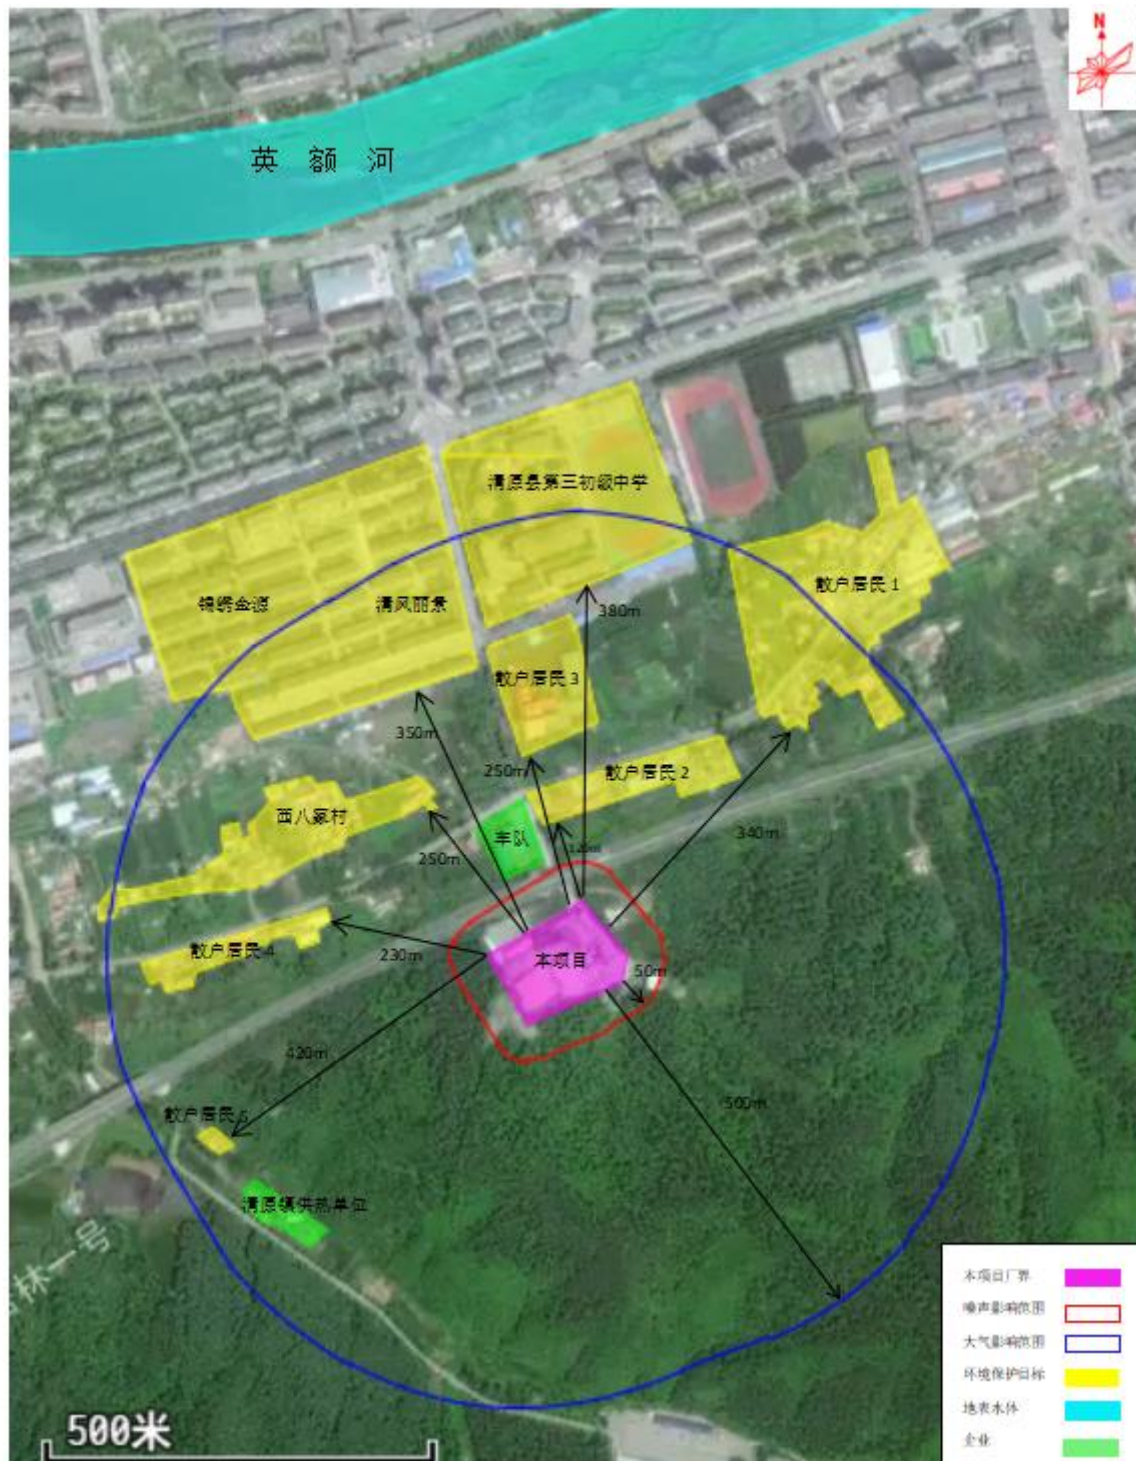 N
英 额 河
清原县第三初级中学
散户居民 1
锦绣金源
清风丽景
380m
散户居民 3
350m
250m
散户居民 2
西八家村
车队
340m
250m
120m
散户居民 4
230m
本项目
50m
420m
500m
散户居民 5
清原镇供热单位
林一号
本项目厂界
噪声影响范围
大气影响范围
环境保护目标
地表水体
企业
500米